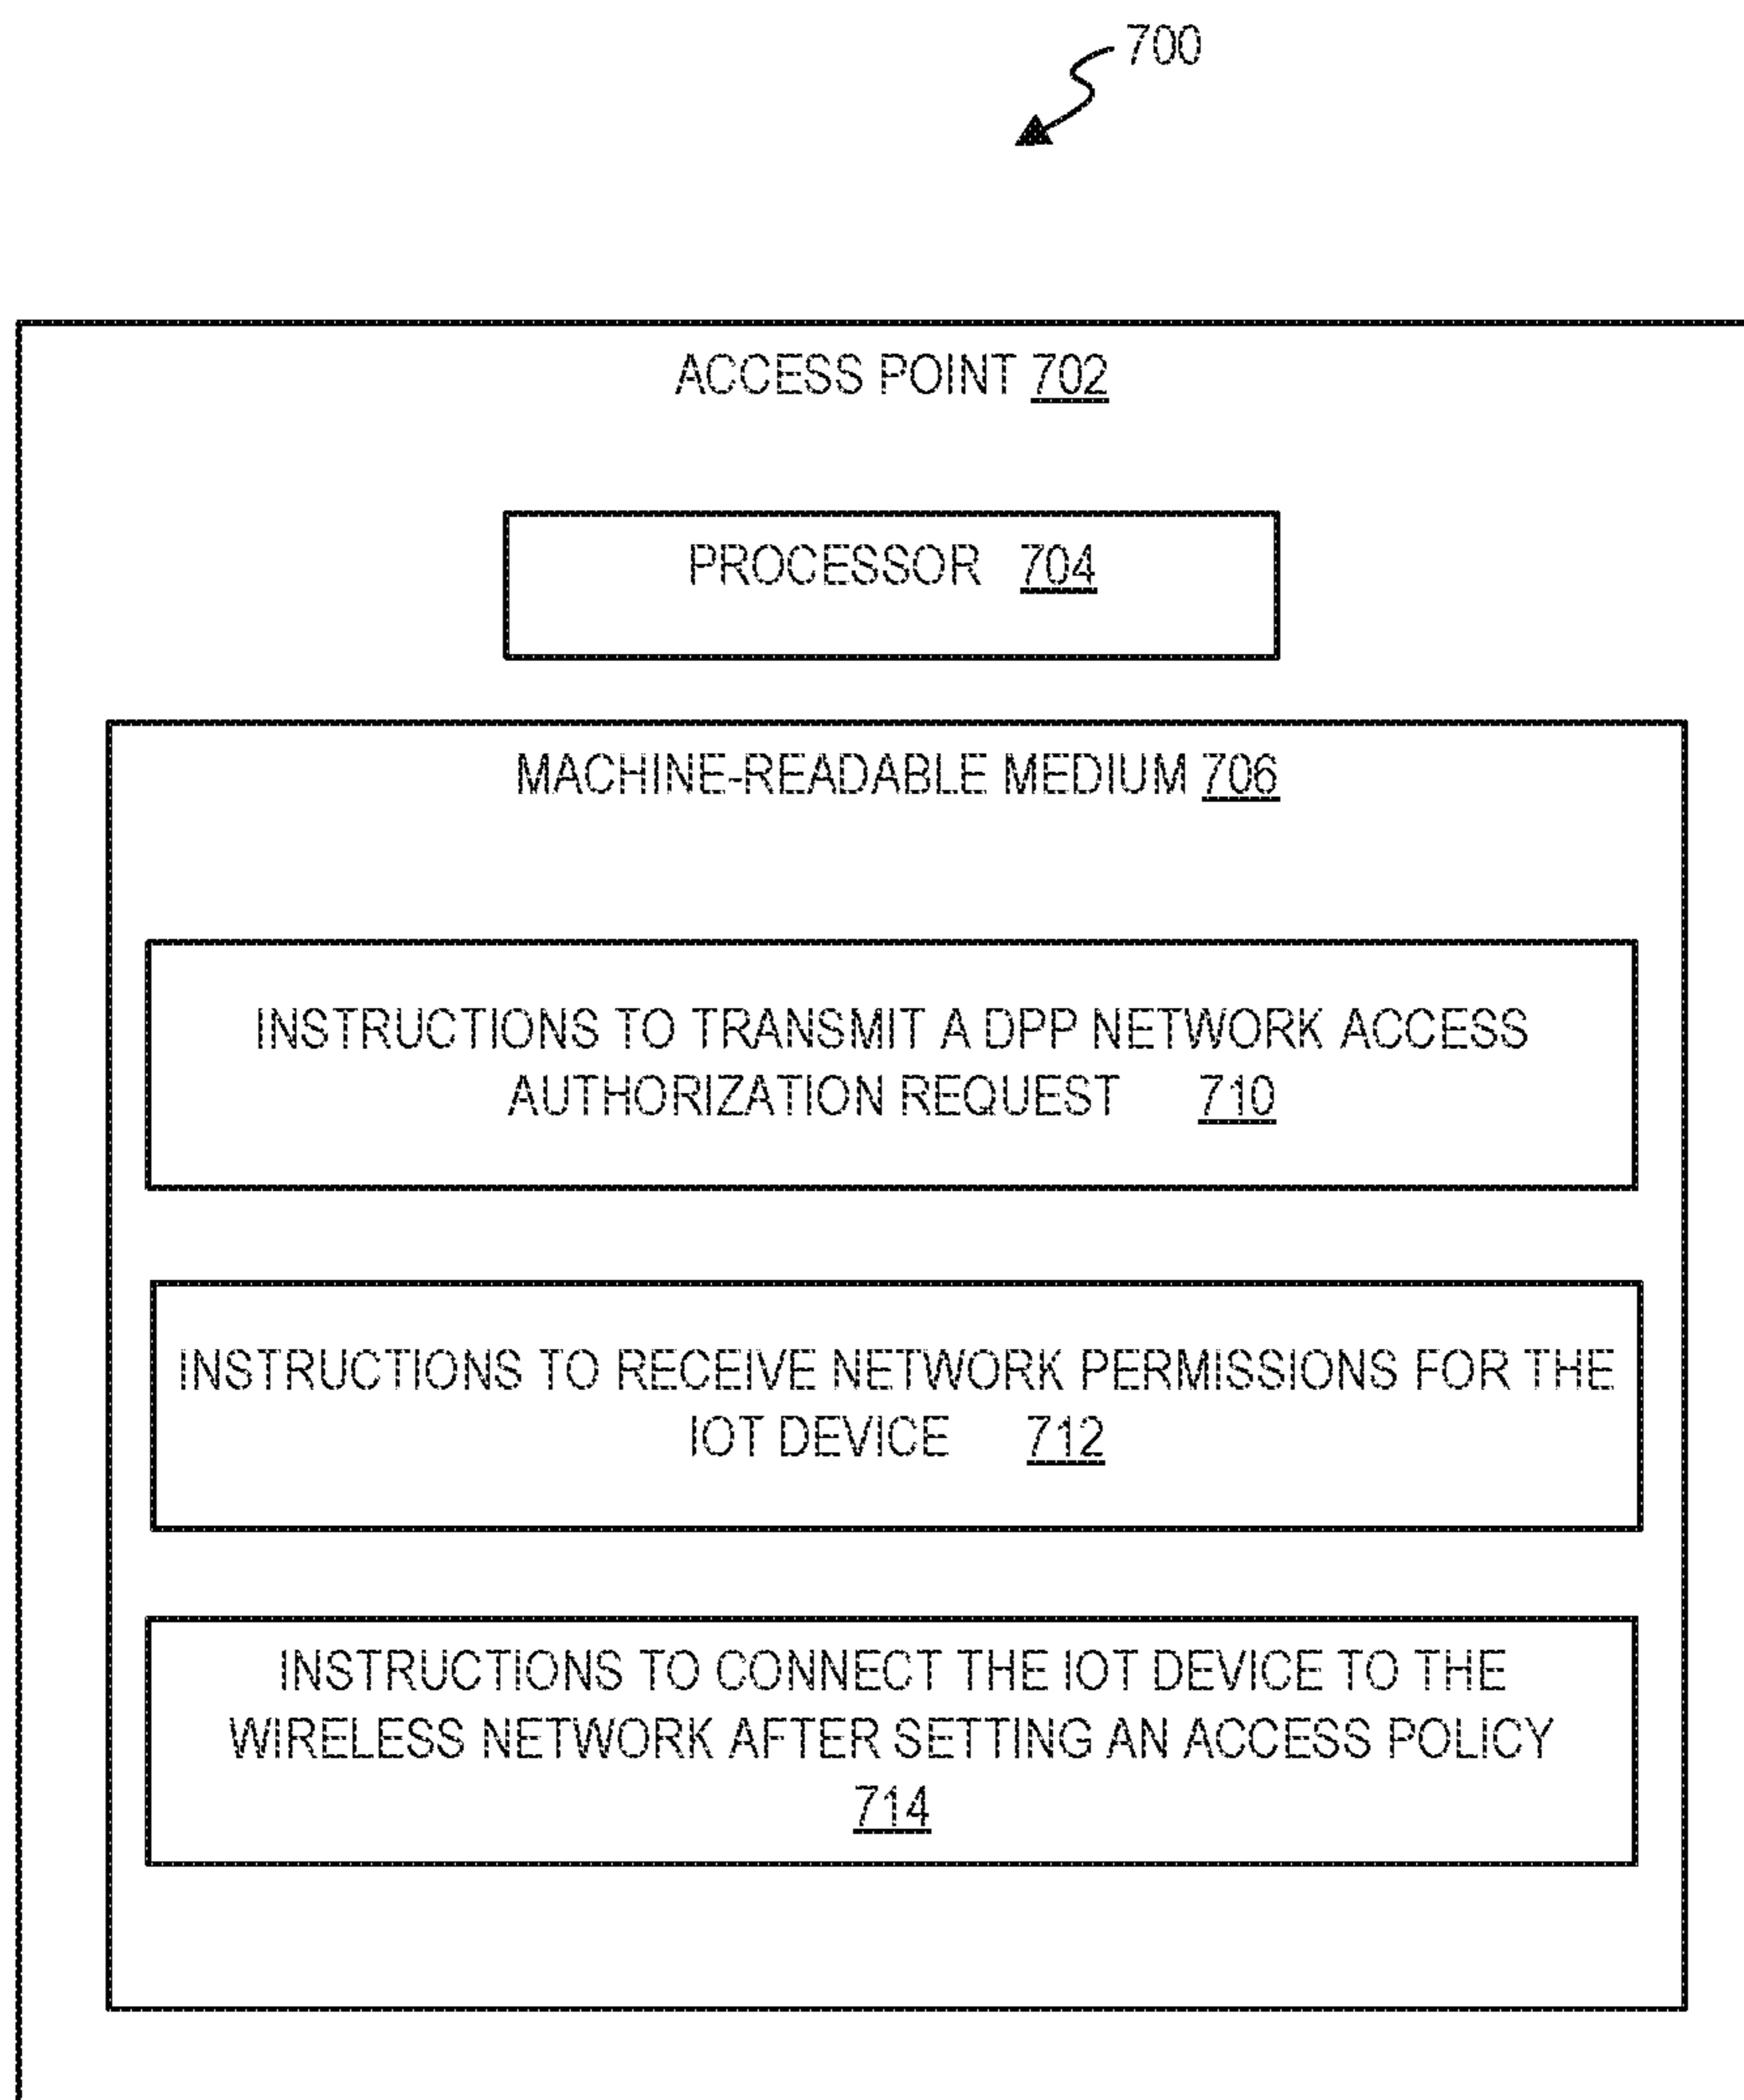 700
ACCESS POINT 702
PROCESSOR 704
MACHINE-READABLE MEDIUM 706
INSTRUCTIONS TO TRANSMIT A DPP NETWORK ACCESS
AUTHORIZATION REQUEST 710
INSTRUCTIONS TO RECEIVE NETWORK PERMISSIONS FOR THE
IOT DEVICE 712
INSTRUCTIONS TO CONNECT THE IOT DEVICE TO THE
WIRELESS NETWORK AFTER SETTING AN ACCESS POLICY
714